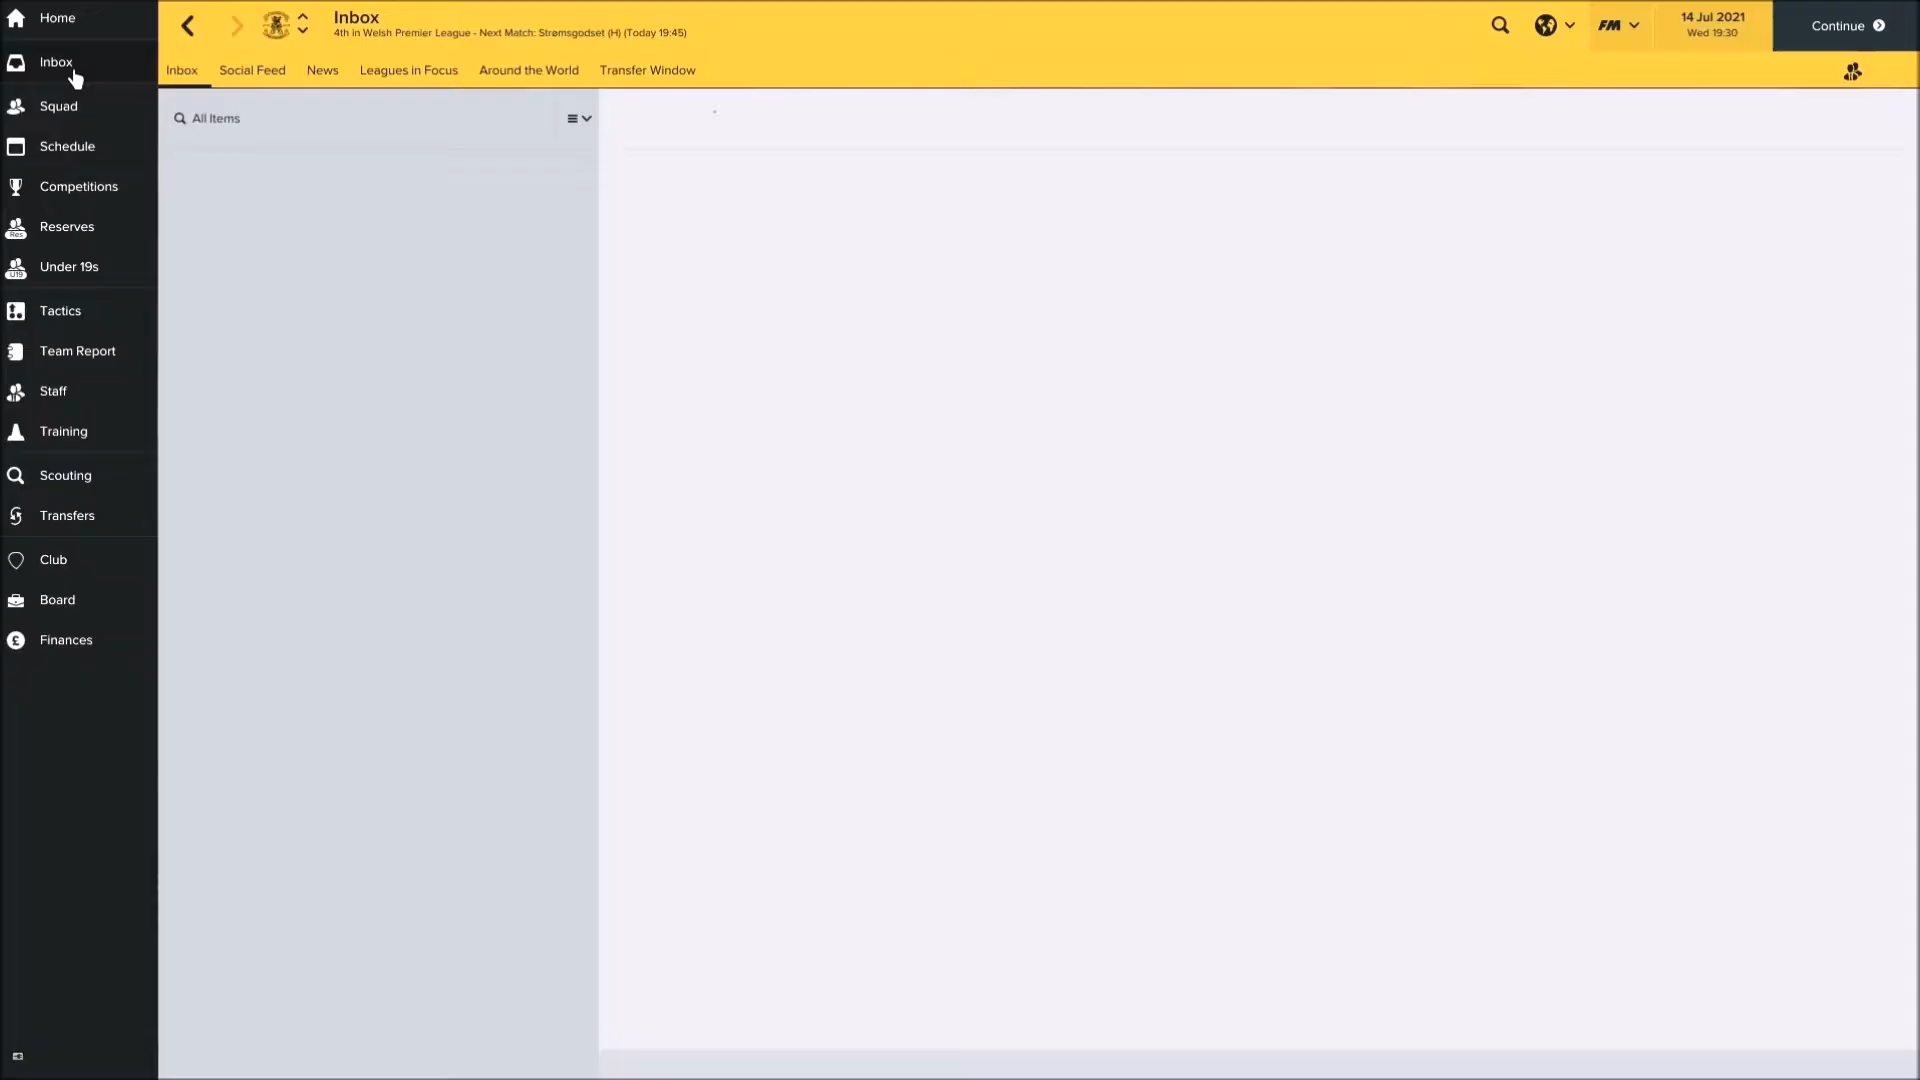 Home
Inbox
Squad
Schedule
Competitions
Reserves
Under 19s
Tactics
Team Report
Staff
Training
Scouting
Transfers
Club
Board
Finances
Inbox
4th in Welsh Premier League - Next Match: Strømsgodset (H) (Today 19:45)
FM
14 Jul 2021
Wed 19:30
Continue
Inbox Social Feed News Leagues in Focus Around the World Transfer Window
All Items
Res
U19